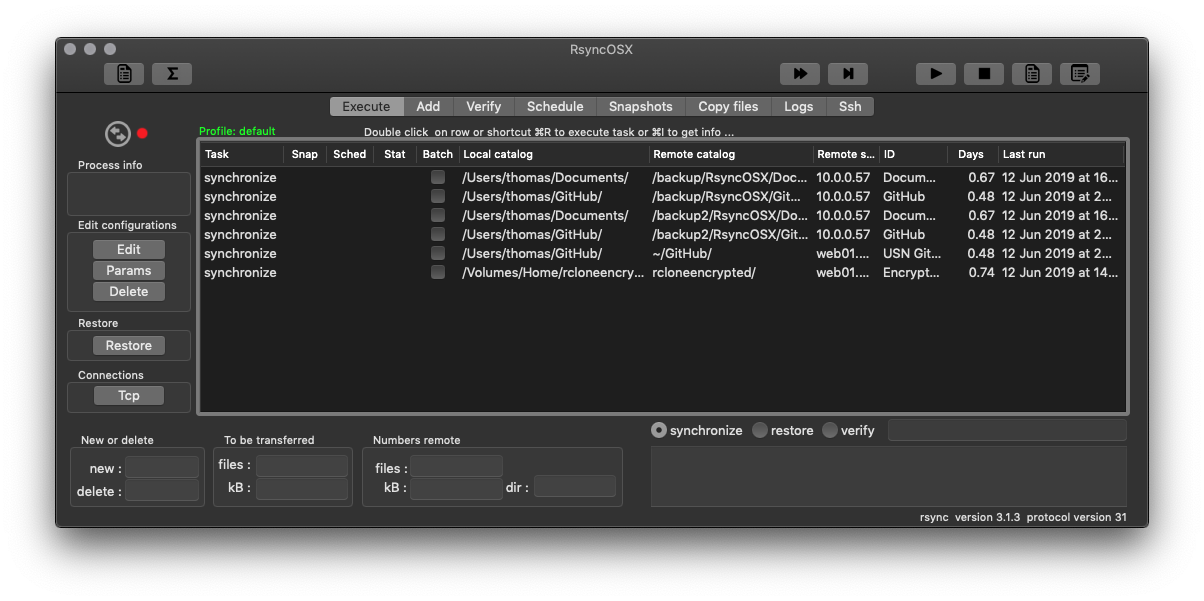 RsyncOSX
Execute Add Verify Schedule Snapshots Copy files Logs Ssh
Profile: default Double click on row or shortcut ⌘R to execute task or ⌘I to get info ...
Process info
Edit configurations
Edit
Params
Delete
Restore
Restore
Connections
Tcp
Task Snap Sched Stat Batch Local catalog Remote catalog Remote s... ID Days Last run
synchronize /Users/thomas/Documents/ /backup/RsyncOSX/Doc... 10.0.0.57 Docum... 0.67 12 Jun 2019 at 16...
synchronize /Users/thomas/GitHub/ /backup/RsyncOSX/Git... 10.0.0.57 GitHub 0.48 12 Jun 2019 at 2...
synchronize /Users/thomas/Documents/ /backup2/RsyncOSX/Do... 10.0.0.57 Docum... 0.67 12 Jun 2019 at 16...
synchronize /Users/thomas/GitHub/ /backup2/RsyncOSX/Git... 10.0.0.57 GitHub 0.48 12 Jun 2019 at 2...
synchronize /Users/thomas/GitHub/ ~/GitHub/ web01.... USN Git... 0.48 12 Jun 2019 at 2...
synchronize /Volumes/Home/rcloneencry... rcloneencrypted/ web01.... Encrypt... 0.74 12 Jun 2019 at 14...
New or delete
new :
delete :
To be transferred
files :
kB :
Numbers remote
files :
kB : dir :
synchronize restore verify
rsync version 3.1.3 protocol version 31